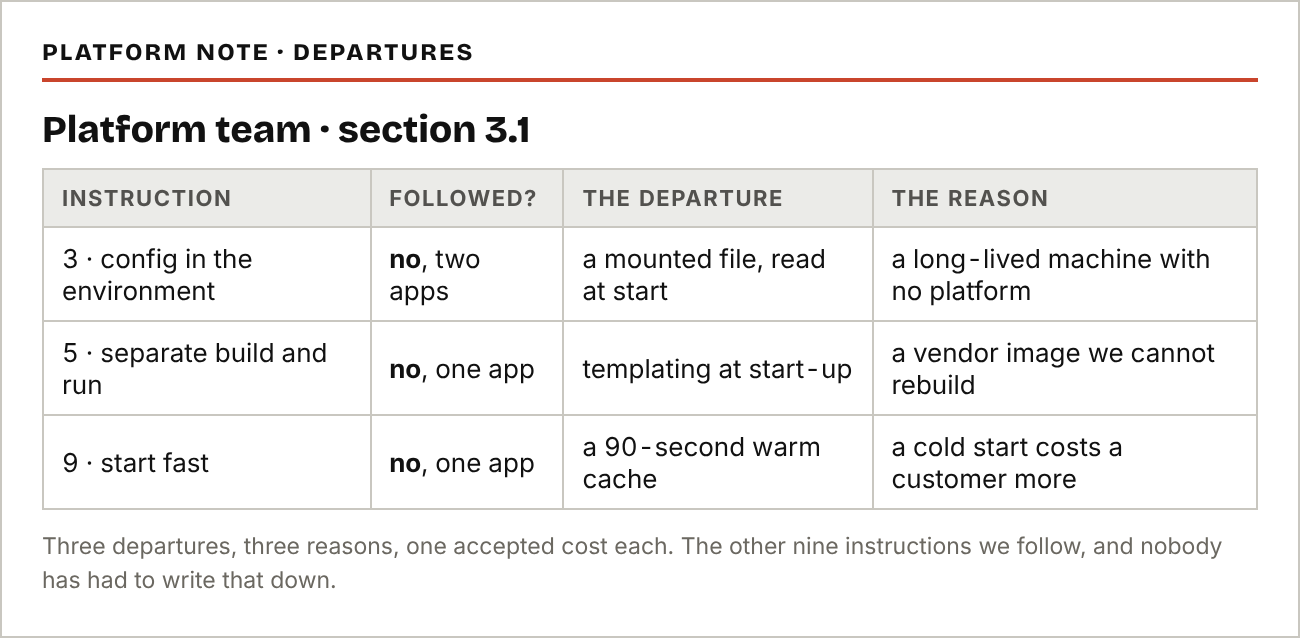 PLATFORM NOTE · DEPARTURES
Platform team · section 3.1
INSTRUCTION
FOLLOWED?
THE DEPARTURE
THE REASON
3 · config in the
environment
no, two
apps
a mounted file, read
at start
a long-lived machine with
no platform
5 · separate build and
run
no, one app
templating at start-up
a vendor image we cannot
rebuild
9 · start fast
no, one app
a 90-second warm
cache
a cold start costs a
customer more
Three departures, three reasons, one accepted cost each. The other nine instructions we follow, and nobody
has had to write that down.